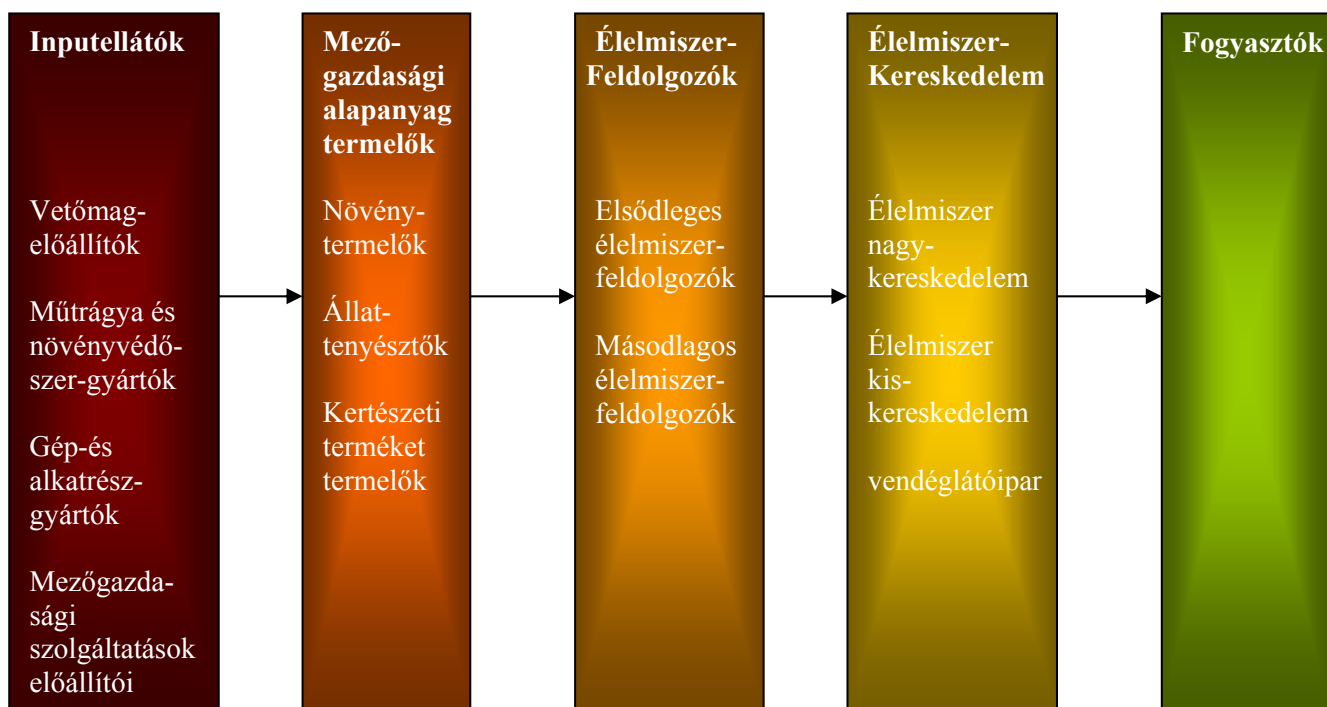 Inputellátók
Vetőmag-
előállítók
Műtrágya és
növényvédő-
szer-gyártók
Gép-és
alkatrész-
gyártók
Mezőgazda-
sági
szolgáltatások
előállítói
Mező-
gazdasági
alapanyag
termelők
Növény-
termelők
Állat-
tenyésztők
Kertészeti
terméket
termelők
Élelmiszer-
Feldolgozók
Elsődleges
élelmiszer-
feldolgozók
Másodlagos
élelmiszer-
feldolgozók
Élelmiszer-
Kereskedelem
Élelmiszer
nagy-
kereskedelem
Élelmiszer
kis-
kereskedelem
vendéglátóipar
Fogyasztók